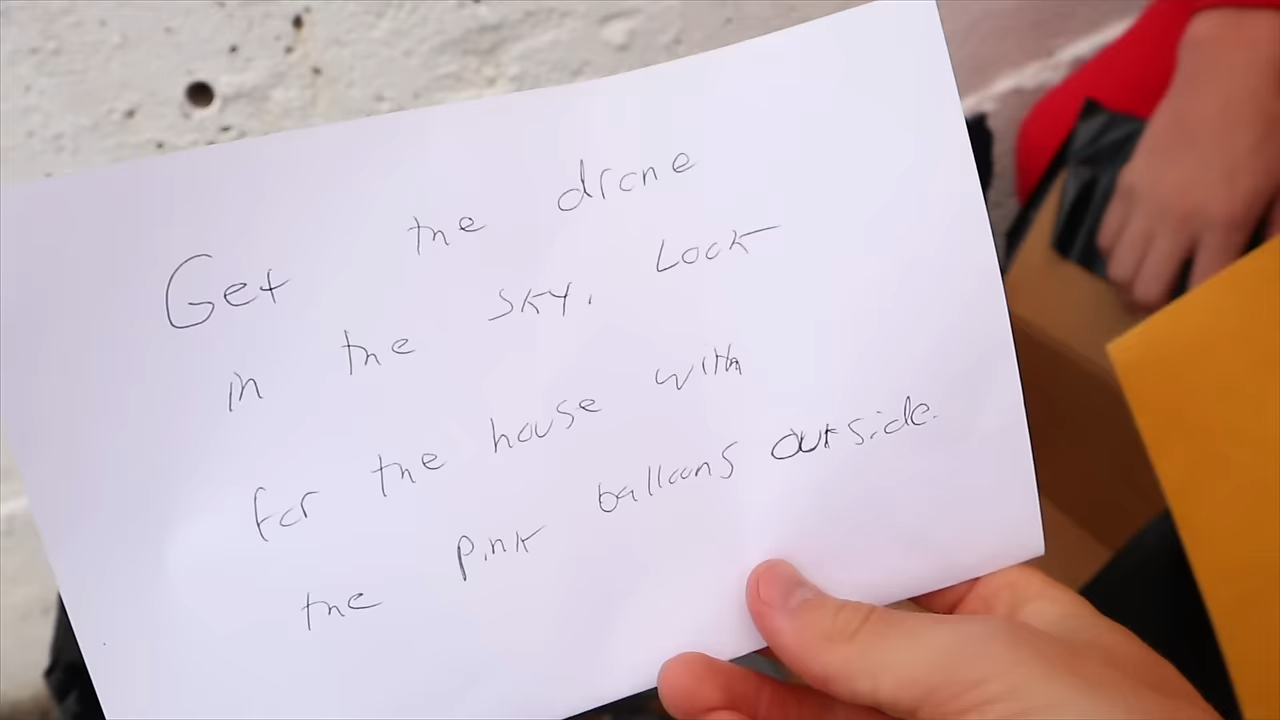 Get the drone
in the sky. Look
for the house with
the pink balloons outside.